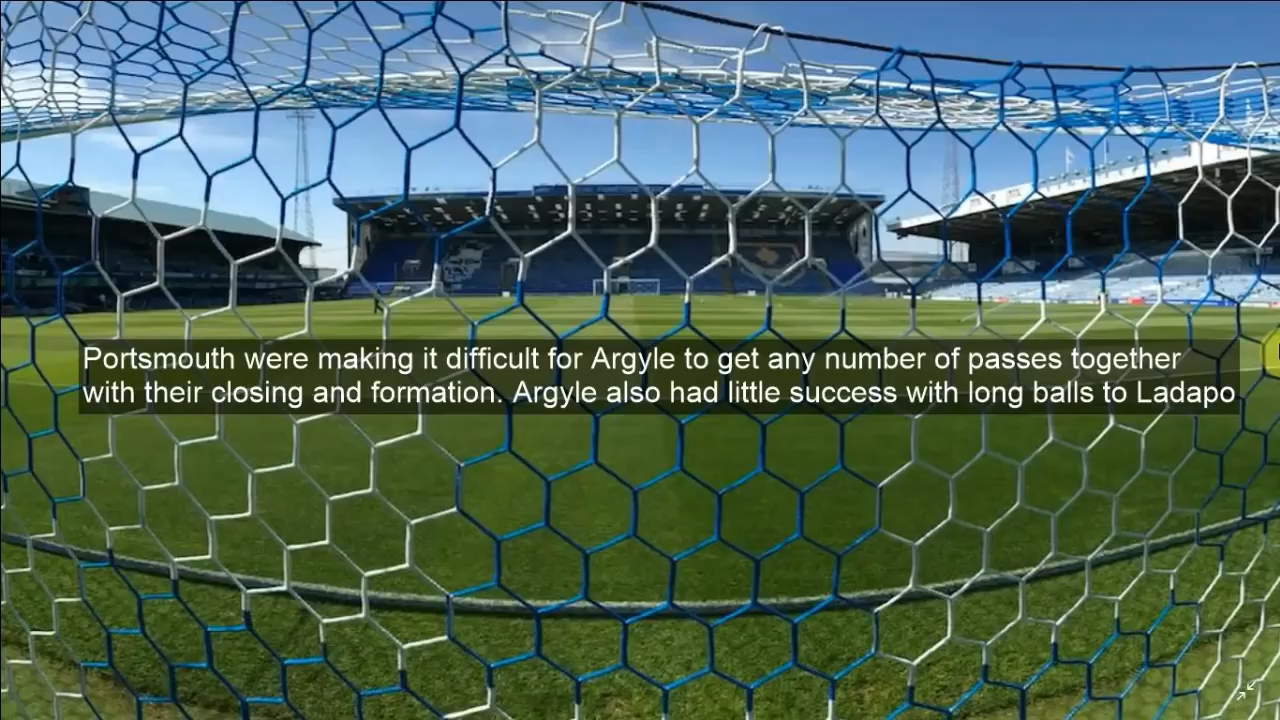 Portsmouth were making it difficult for Argyle to get any number of passes together
with their closing and formation. Argyle also had little success with long balls to Ladapo